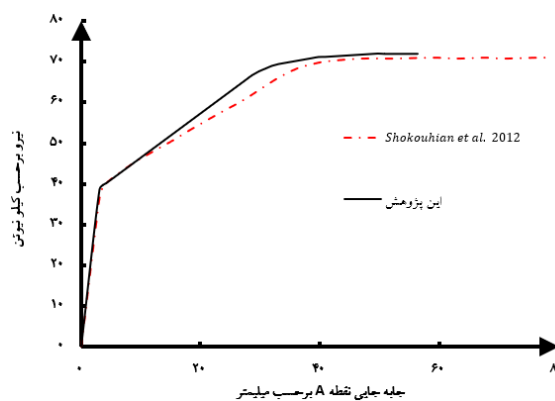 ۸۰
۷۰
۶۰
۵۰
۴۰
۳۰
۲۰
۱۰
۰
نیرو برحسب کیلو نیوتن
Shokouhian et al. 2012
این پژوهش
۰ ۲۰ ۴۰ ۶۰ ۸
جابه جایی نقطه A برحسب میلیمتر